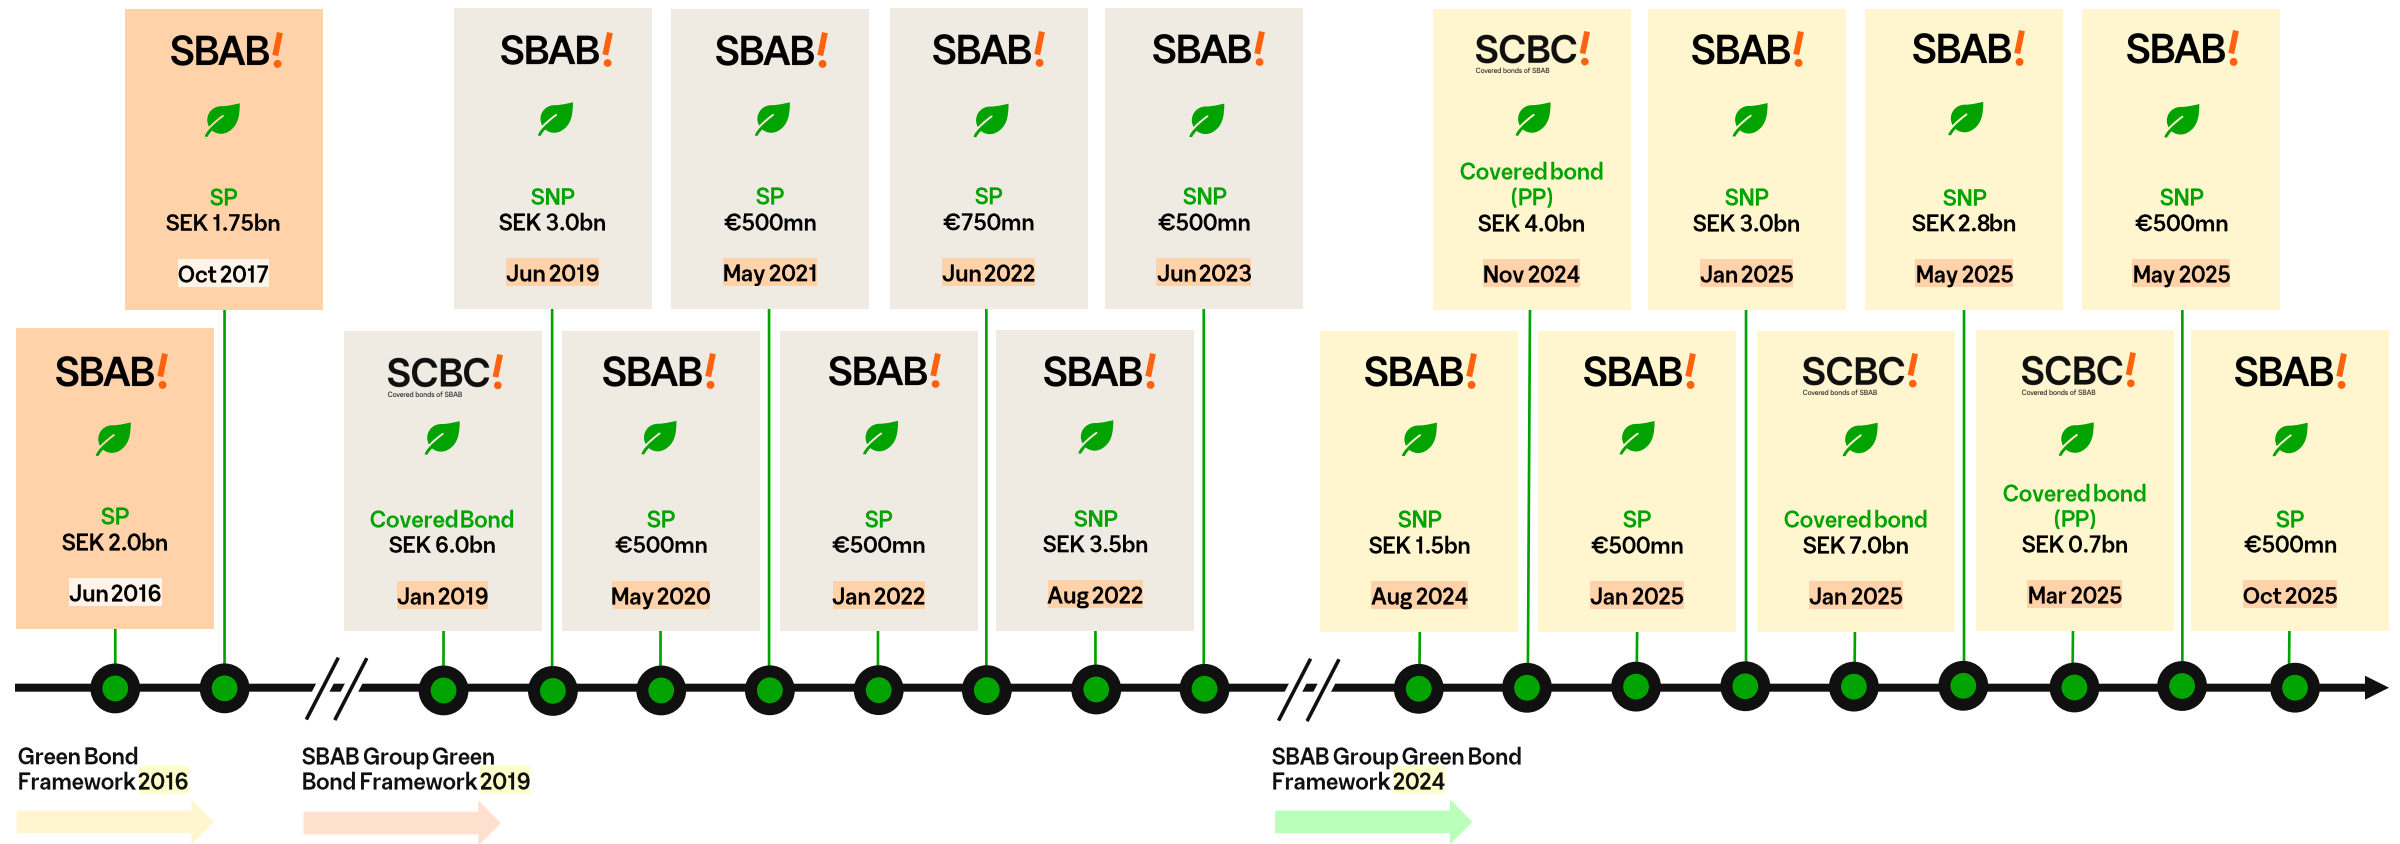 SBAB!
SP
SEK 1.75bn
Oct 2017
SBAB!
SNP
SEK 3.0bn
Jun 2019
SBAB!
SP
€500mn
May 2021
SBAB!
SP
€750mn
Jun 2022
SBAB!
SNP
€500mn
Jun 2023
SCBC!
Covered bonds of SBAB
Covered bond
(PP)
SEK 4.0bn
Nov 2024
SBAB!
SNP
SEK 3.0bn
Jan 2025
SBAB!
SNP
SEK 2.8bn
May 2025
SBAB!
SNP
€500mn
May 2025
SBAB!
SP
SEK 2.0bn
Jun 2016
SCBC!
Covered bonds of SBAB
Covered Bond
SEK 6.0bn
Jan 2019
SBAB!
SP
€500mn
May 2020
SBAB!
SP
€500mn
Jan 2022
SBAB!
SNP
SEK 3.5bn
Aug 2022
SBAB!
SNP
SEK 1.5bn
Aug 2024
SBAB!
SP
€500mn
Jan 2025
SCBC!
Covered bonds of SBAB
Covered bond
SEK 7.0bn
Jan 2025
SCBC!
Covered bonds of SBAB
Covered bond
(PP)
SEK 0.7bn
Mar 2025
SBAB!
SP
€500mn
Oct 2025
Green Bond
Framework 2016
SBAB Group Green
Bond Framework 2019
SBAB Group Green Bond
Framework 2024